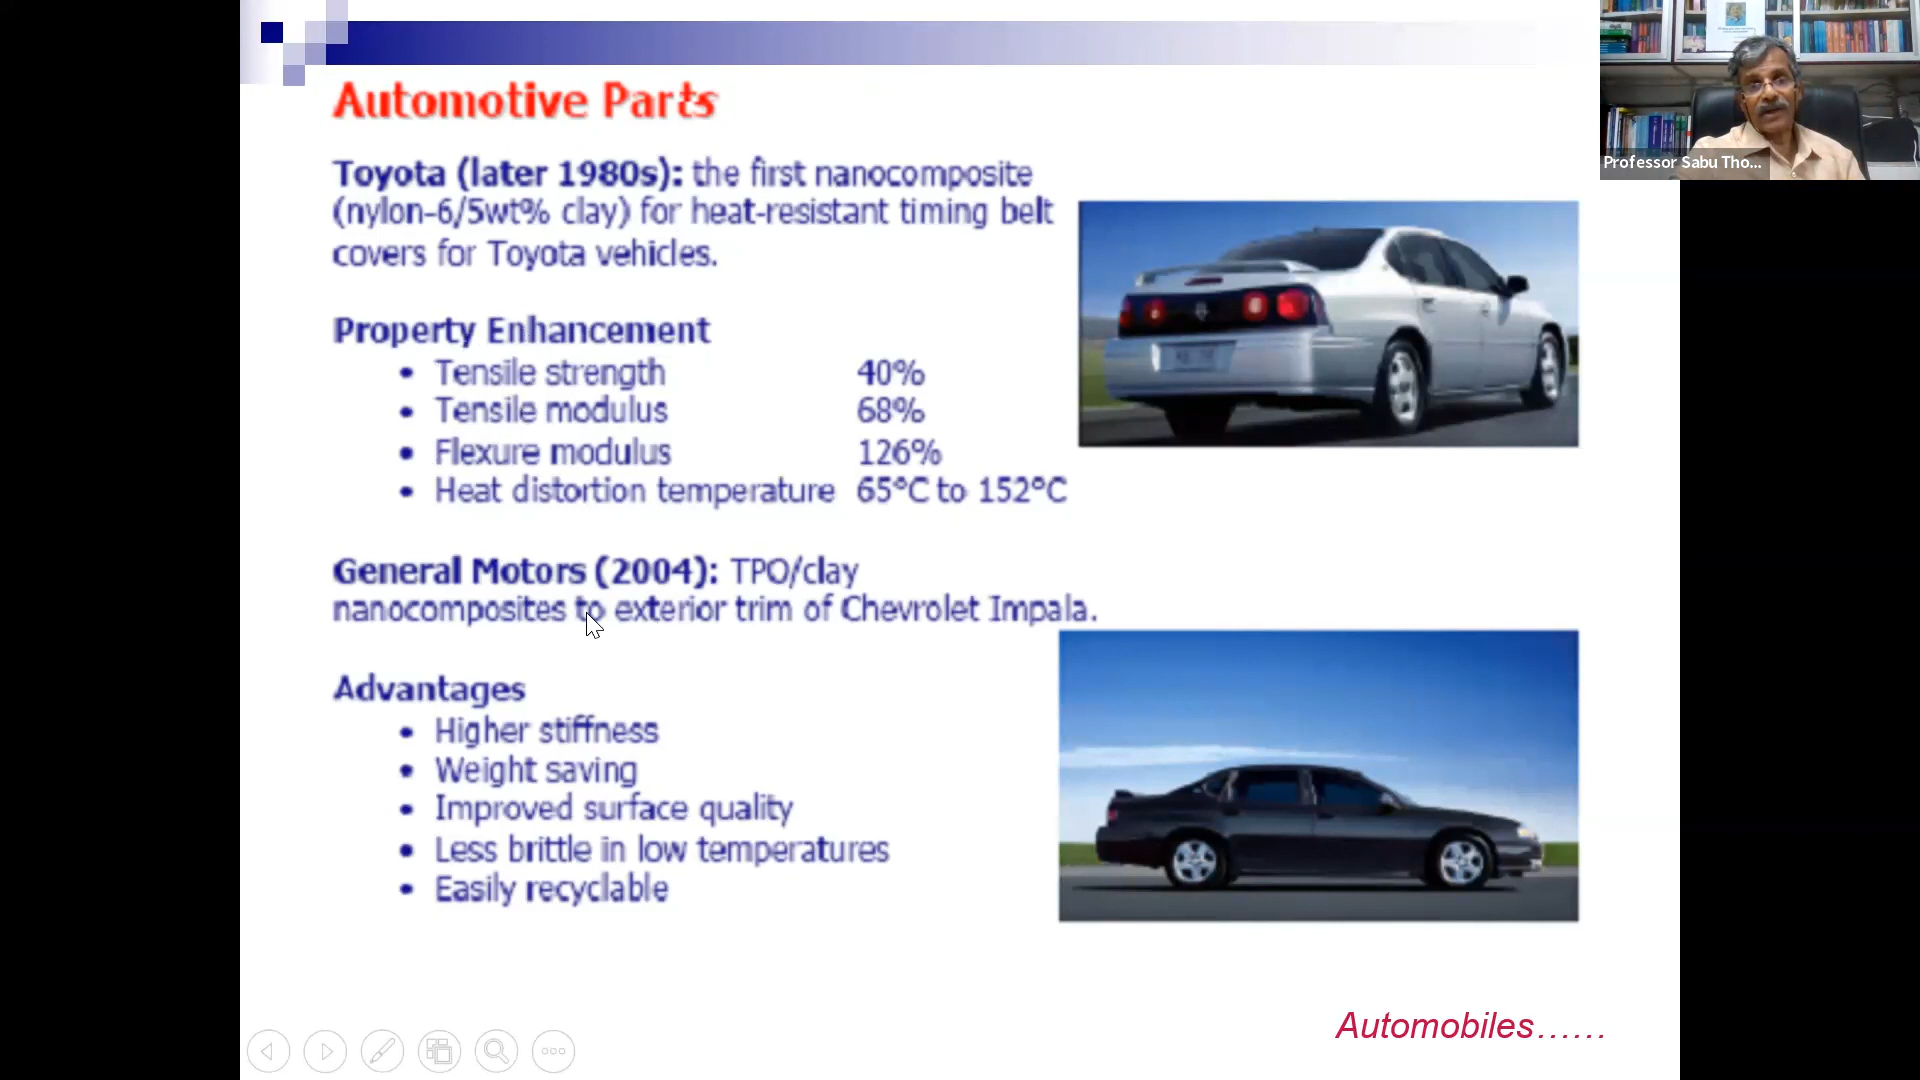 Automotive Parts
Professor Sabu Tho...
Toyota (later 1980s): the first nanocomposite
(nylon-6/5wt% clay) for heat-resistant timing belt
covers for Toyota vehicles.
Property Enhancement
• Tensile strength 40%
• Tensile modulus 68%
• Flexure modulus 126%
• Heat distortion temperature 65°C to 152°C
General Motors (2004): TPO/clay
nanocomposites to exterior trim of Chevrolet Impala.
Advantages
• Higher stiffness
• Weight saving
• Improved surface quality
• Less brittle in low temperatures
• Easily recyclable
Automobiles......